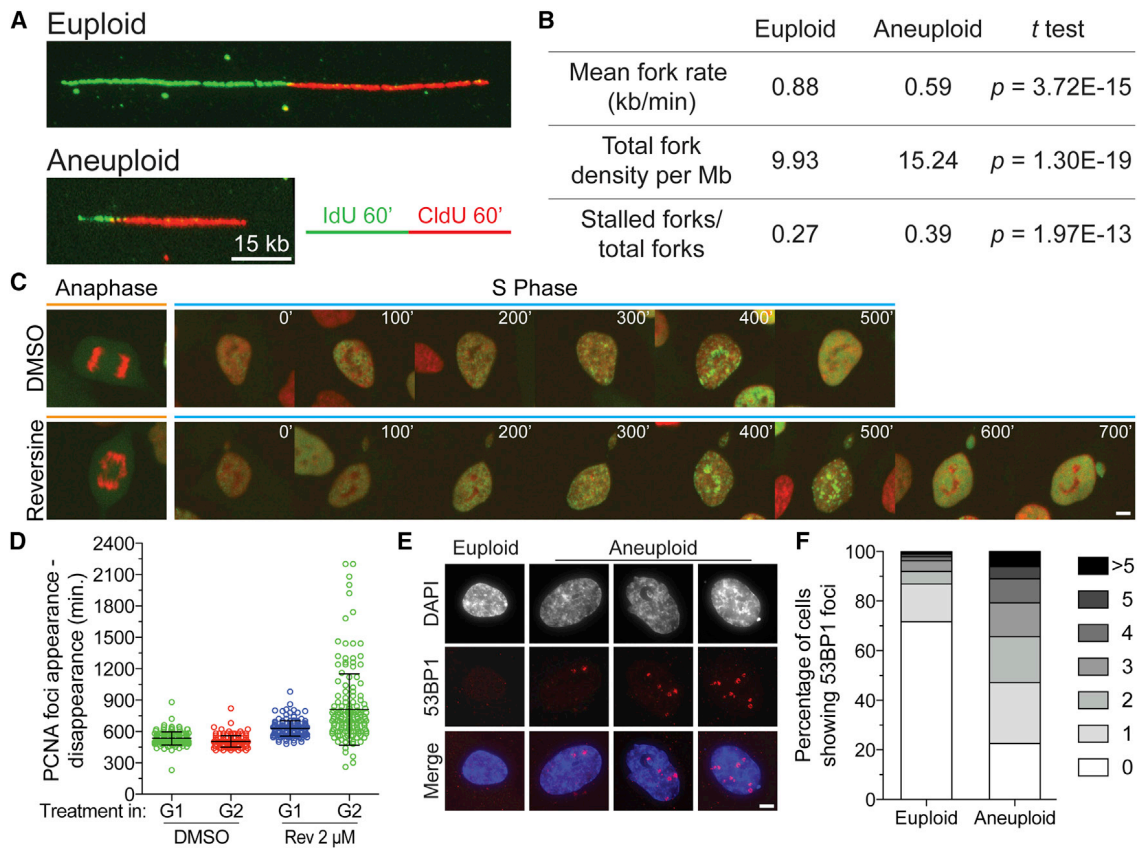 A
Euploid
Aneuploid
15 kb
IdU 60’ CldU 60’
B
Euploid Aneuploid t test
Mean fork rate (kb/min) 0.88 0.59 p = 3.72E-15
Total fork density per Mb 9.93 15.24 p = 1.30E-19
Stalled forks/ total forks 0.27 0.39 p = 1.97E-13
C
Anaphase S Phase
DMSO
0’ 100’ 200’ 300’ 400’ 500’
Reversine
0’ 100’ 200’ 300’ 400’ 500’ 600’ 700’
D
PCNA foci appearance -
disappearance (min.)
2400
2100
1800
1500
1200
900
600
300
0
Treatment in: G1 G2 G1 G2
DMSO Rev 2 µM
E
Euploid Aneuploid
DAPI
53BP1
Merge
F
Percentage of cells
showing 53BP1 foci
100
80
60
40
20
0
Euploid Aneuploid
>5
5
4
3
2
1
0